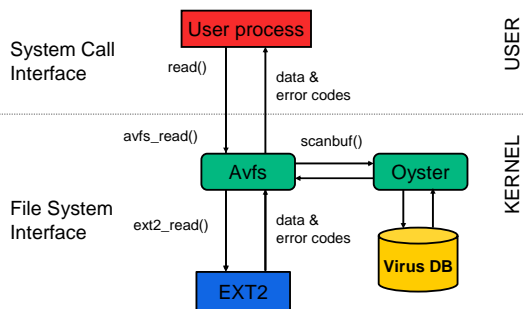 User process
USER
System Call
Interface
read()
data &
error codes
avfs_read()
scanbuf()
Avfs
Oyster
KERNEL
File System
Interface
ext2_read()
data &
error codes
Virus DB
EXT2